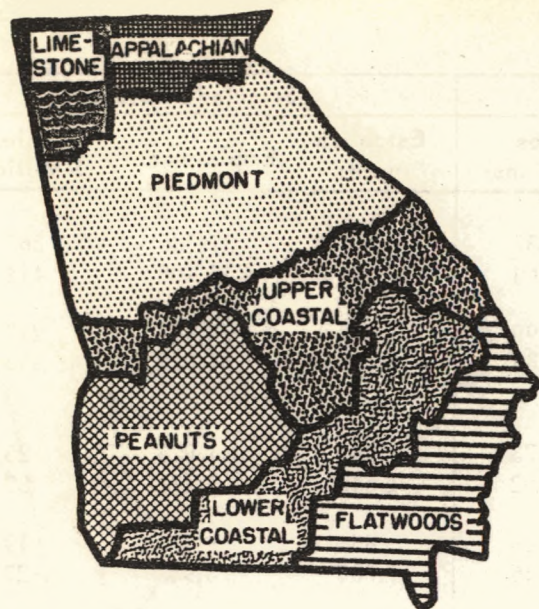 LIME-
STONE
APPALACHIAN
PIEDMONT
UPPER
COASTAL
PEANUTS
LOWER
COASTAL
FLATWOODS